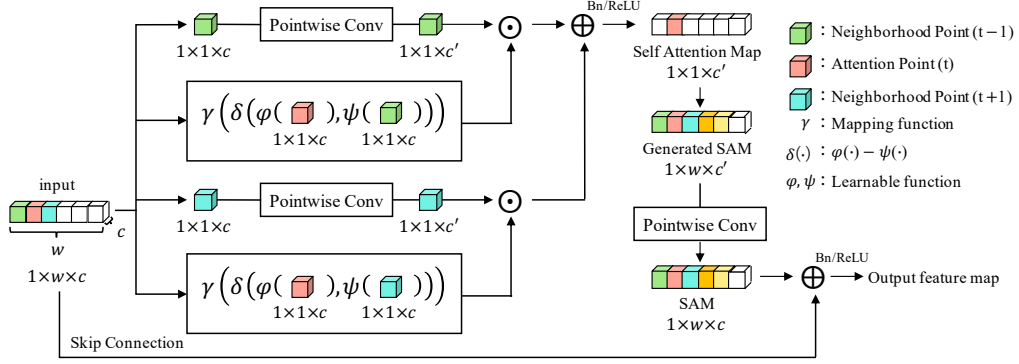 Pointwise Conv
1×1×c
1×1×c′
γ(δ(φ( ),ψ( )))
1×1×c
1×1×c
input
c
w
1×w×c
Pointwise Conv
1×1×c
1×1×c′
γ(δ(φ( ),ψ( )))
1×1×c
1×1×c
Skip Connection
Bn/ReLU
Self Attention Map
1×1×c′
Generated SAM
1×w×c′
Pointwise Conv
SAM
1×w×c
Bn/ReLU
Output feature map
: Neighborhood Point (t−1)
: Attention Point (t)
: Neighborhood Point (t+1)
γ : Mapping function
δ(·) : φ(·) − ψ(·)
φ, ψ : Learnable function